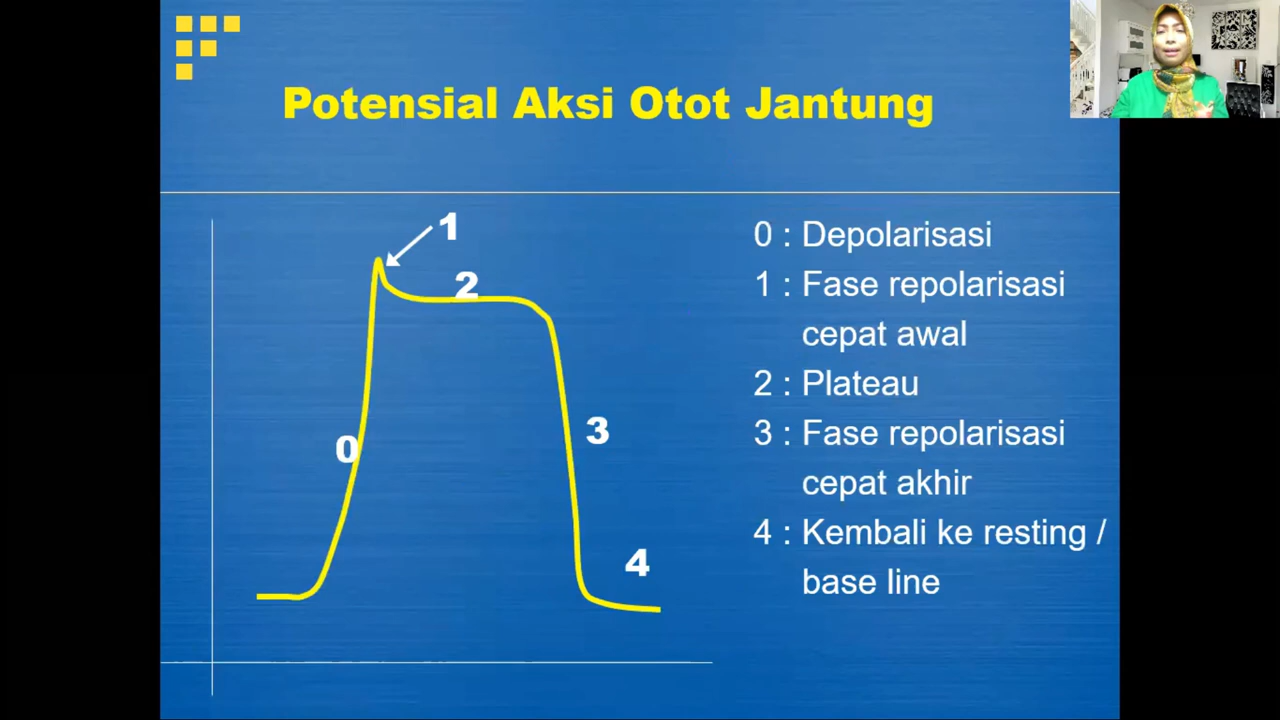 Potensial Aksi Otot Jantung
1
2
0
3
4
0 : Depolarisasi
1 : Fase repolarisasi
cepat awal
2 : Plateau
3 : Fase repolarisasi
cepat akhir
4 : Kembali ke resting /
base line